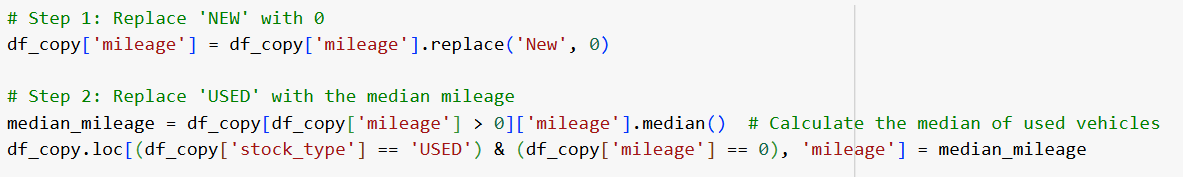 # Step 1: Replace 'NEW' with 0
df_copy['mileage'] = df_copy['mileage'].replace('New', 0)
# Step 2: Replace 'USED' with the median mileage
median_mileage = df_copy[df_copy['mileage'] > 0]['mileage'].median()  # Calculate the median of used vehicles
df_copy.loc[(df_copy['stock_type'] == 'USED') & (df_copy['mileage'] == 0), 'mileage'] = median_mileage